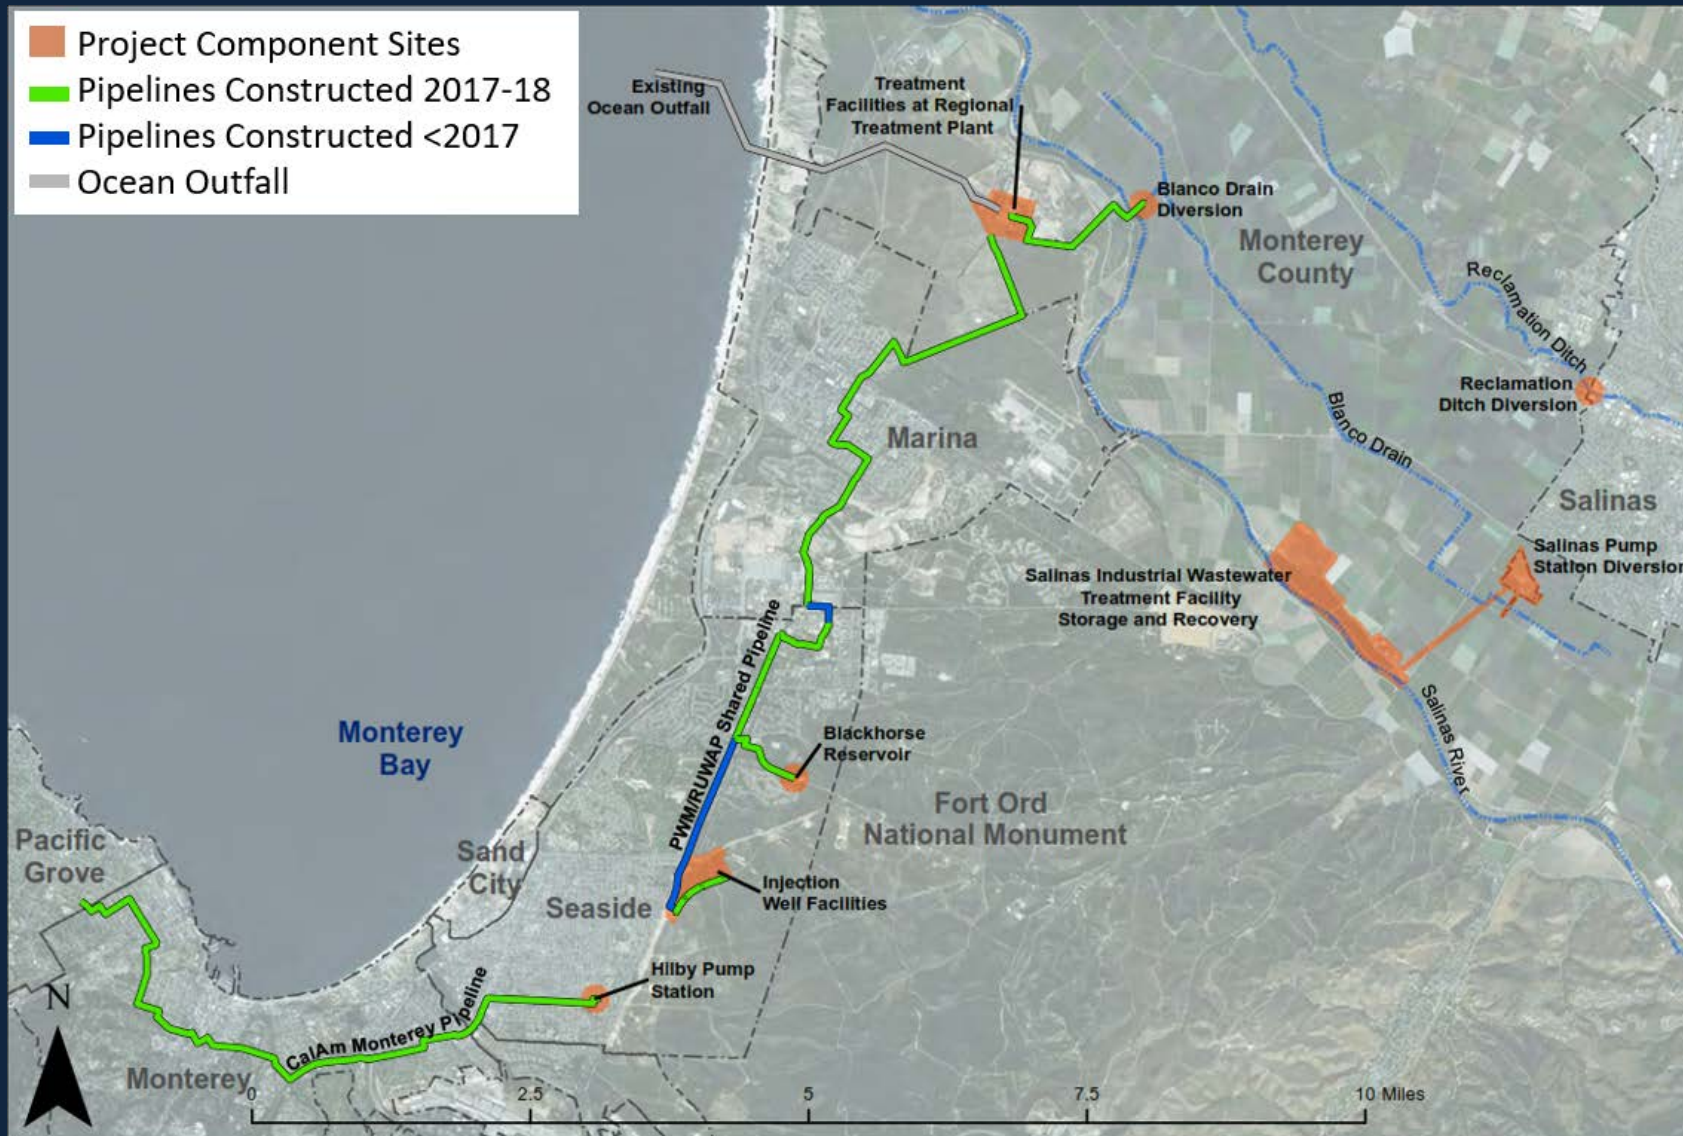 Project Component Sites
Pipelines Constructed 2017-18
Pipelines Constructed <2017
Ocean Outfall
Existing
Ocean Outfall
Treatment
Facilities at Regional
Treatment Plant
Blanco Drain
Diversion
Monterey
County
Reclamation Ditch
Reclamation
Ditch Diversion
Blanco Drain
Marina
Salinas
Salinas Pump
Station Diversion
Salinas Industrial Wastewater
Treatment Facility
Storage and Recovery
Salinas River
PWM/RUWAP Shared Pipeline
Monterey
Bay
Blackhorse
Reservoir
Fort Ord
National Monument
Pacific
Grove
Sand
City
Seaside
Injection
Well Facilities
Hilby Pump
Station
N
CalAm Monterey Pipeline
Monterey
0 2.5 5 7.5 10 Miles